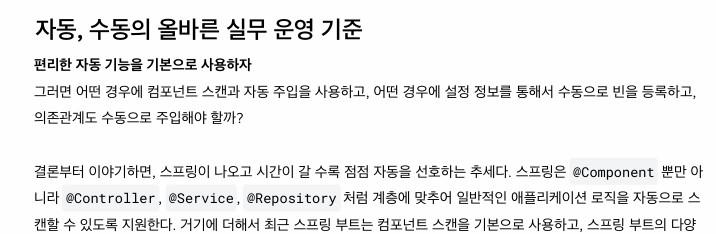 자동, 수동의 올바른 실무 운영 기준
편리한 자동 기능을 기본으로 사용하자
그러면 어떤 경우에 컴포넌트 스캔과 자동 주입을 사용하고, 어떤 경우에 설정 정보를 통해서 수동으로 빈을 등록하고,
의존관계도 수동으로 주입해야 할까?
결론부터 이야기하면, 스프링이 나오고 시간이 갈 수록 점점 자동을 선호하는 추세다. 스프링은 @Component 뿐만 아
니라 @Controller, @Service, @Repository 처럼 계층에 맞추어 일반적인 애플리케이션 로직을 자동으로 스
캔할 수 있도록 지원한다. 거기에 더해서 최근 스프링 부트는 컴포넌트 스캔을 기본으로 사용하고, 스프링 부트의 다양